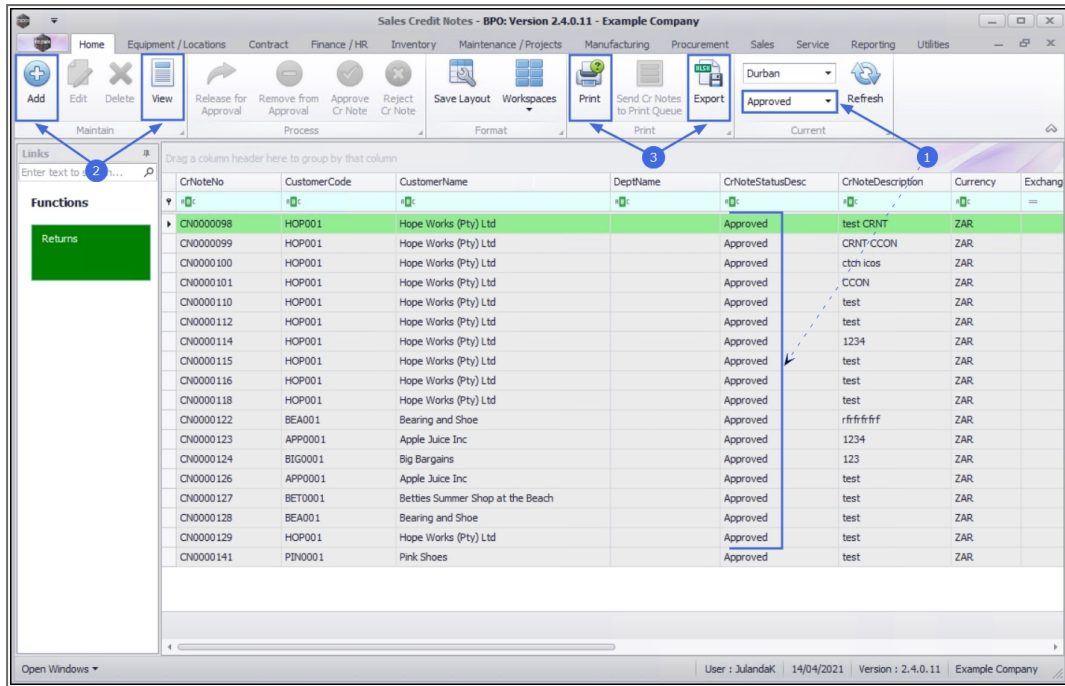 Sales Credit Notes - BPO: Version 2.4.0.11 - Example Company
Home Equipment / Locations Contract Finance / HR Inventory Maintenance / Projects Manufacturing Procurement Sales Service Reporting Utilities
Add Edit Delete View Release for Approval Remove from Approval Approve Cr Note Reject Cr Note Save Layout Workspaces Print Send Cr Notes to Print Queue Export Durban Approved Refresh
Maintain Process Format Print Current
2 3 1
Links
Drag a column header here to group by that column
Enter text to
Functions
Returns
CrNoteNo CustomerCode CustomerName DeptName CrNoteStatusDesc CrNoteDescription Currency Exchang
CN0000098 HOP001 Hope Works (Pty) Ltd Approved test CRNT ZAR
CN0000099 HOP001 Hope Works (Pty) Ltd Approved CRNT CCON ZAR
CN0000100 HOP001 Hope Works (Pty) Ltd Approved ctch icos ZAR
CN0000101 HOP001 Hope Works (Pty) Ltd Approved CCON ZAR
CN0000110 HOP001 Hope Works (Pty) Ltd Approved test ZAR
CN0000112 HOP001 Hope Works (Pty) Ltd Approved test ZAR
CN0000114 HOP001 Hope Works (Pty) Ltd Approved 1234 ZAR
CN0000115 HOP001 Hope Works (Pty) Ltd Approved test ZAR
CN0000116 HOP001 Hope Works (Pty) Ltd Approved test ZAR
CN0000118 HOP001 Hope Works (Pty) Ltd Approved test ZAR
CN0000122 BEA001 Bearing and Shoe Approved rfrfrfrfrf ZAR
CN0000123 APP0001 Apple Juice Inc Approved 1234 ZAR
CN0000124 BIG0001 Big Bargains Approved 123 ZAR
CN0000126 APP0001 Apple Juice Inc Approved test ZAR
CN0000127 BET0001 Betties Summer Shop at the Beach Approved test ZAR
CN0000128 BEA001 Bearing and Shoe Approved test ZAR
CN0000129 HOP001 Hope Works (Pty) Ltd Approved test ZAR
CN0000141 PIN0001 Pink Shoes Approved test ZAR
Open Windows User : JulandaK 14/04/2021 Version : 2.4.0.11 Example Company